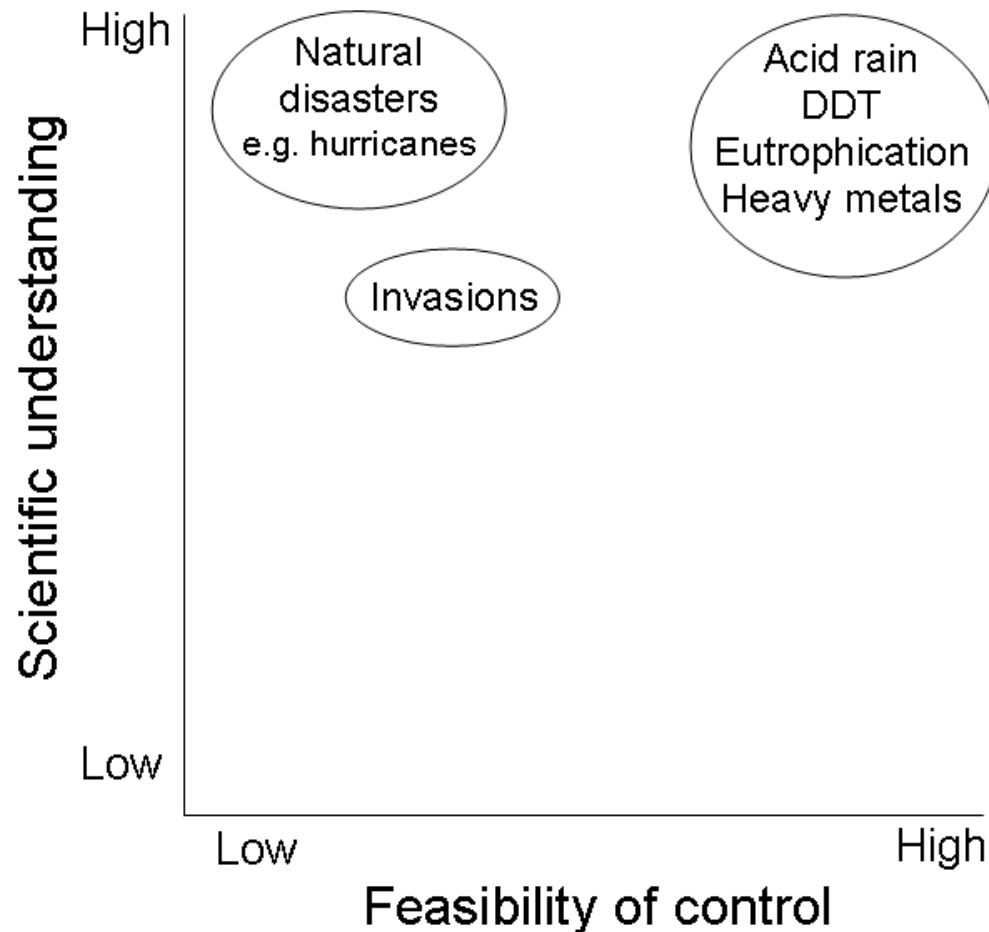 High
Natural
disasters
e.g. hurricanes
Acid rain
DDT
Eutrophication
Heavy metals
Invasions
Scientific understanding
Low
Low
High
Feasibility of control